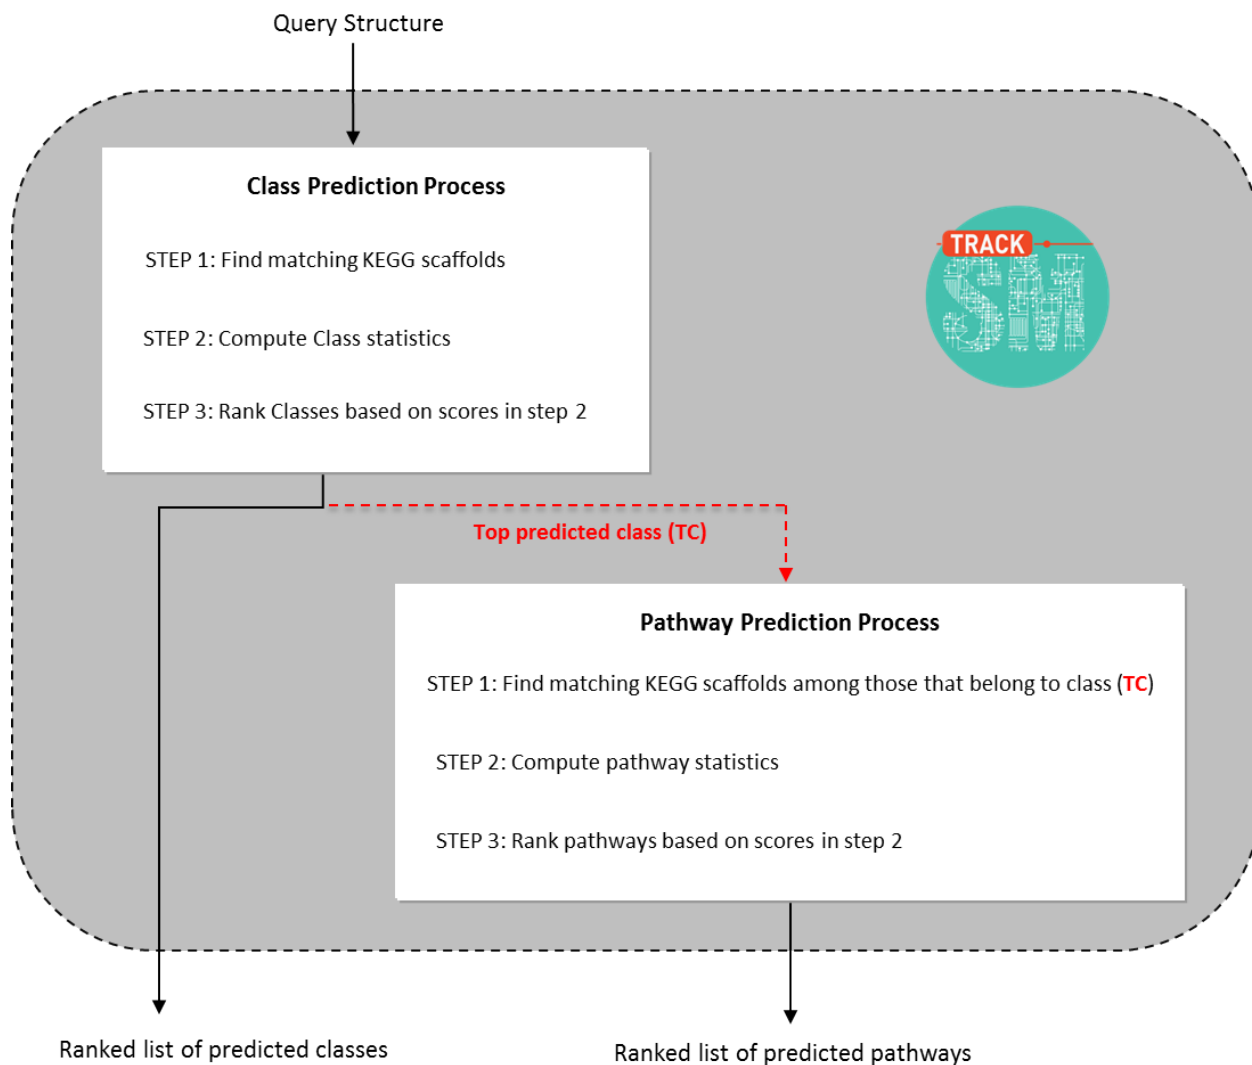 Query Structure
Class Prediction Process
STEP 1: Find matching KEGG scaffolds
STEP 2: Compute Class statistics
STEP 3: Rank Classes based on scores in step 2
TRACK
SM
Top predicted class (TC)
Pathway Prediction Process
STEP 1: Find matching KEGG scaffolds among those that belong to class (TC)
STEP 2: Compute pathway statistics
STEP 3: Rank pathways based on scores in step 2
Ranked list of predicted classes
Ranked list of predicted pathways